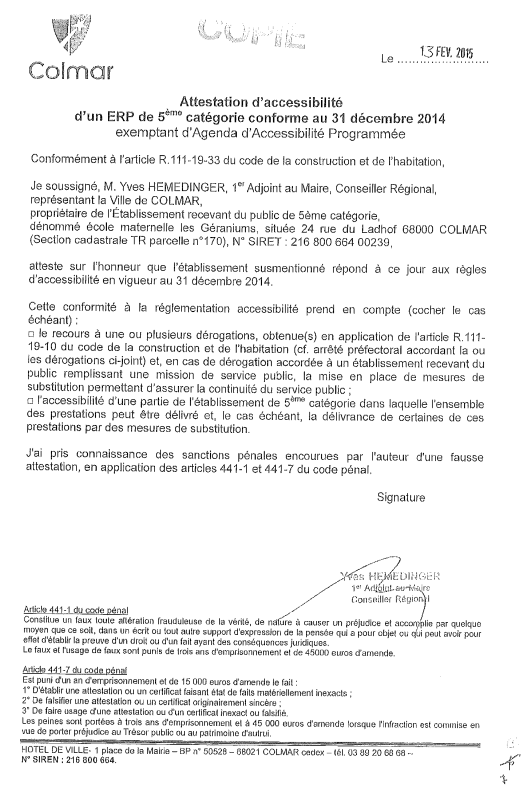 COPIE
Le 13 FEV. 2015
Colmar
Attestation d'accessibilité
d'un ERP de 5ème catégorie conforme au 31 décembre 2014
exemptant d'Agenda d'Accessibilité Programmée
Conformément à l'article R.111-19-33 du code de la construction et de l'habitation,
Je soussigné, M. Yves HEMEDINGER, 1er Adjoint au Maire, Conseiller Régional,
représentant la Ville de COLMAR,
propriétaire de l'Établissement recevant du public de 5ème catégorie,
dénommé école maternelle les Géraniums, située 24 rue du Ladhof 68000 COLMAR
(Section cadastrale TR parcelle n°170), N° SIRET : 216 800 664 00239,
atteste sur l'honneur que l'établissement susmentionné répond à ce jour aux règles
d'accessibilité en vigueur au 31 décembre 2014.
Cette conformité à la réglementation accessibilité prend en compte (cocher le cas
échéant) :
□ le recours à une ou plusieurs dérogations, obtenue(s) en application de l'article R.111-
19-10 du code de la construction et de l'habitation (cf. arrêté préfectoral accordant la ou
les dérogations ci-joint) et, en cas de dérogation accordée à un établissement recevant du
public remplissant une mission de service public, la mise en place de mesures de
substitution permettant d'assurer la continuité du service public ;
□ l'accessibilité d'une partie de l'établissement de 5ème catégorie dans laquelle l'ensemble
des prestations peut être délivré et, le cas échéant, la délivrance de certaines de ces
prestations par des mesures de substitution.
J'ai pris connaissance des sanctions pénales encourues par l'auteur d'une fausse
attestation, en application des articles 441-1 et 441-7 du code pénal.
Signature
Yves HEMEDINGER
1er Adjoint au Maire
Conseiller Régional
Article 441-1 du code pénal
Constitue un faux toute altération frauduleuse de la vérité, de nature à causer un préjudice et accomplie par quelque
moyen que ce soit, dans un écrit ou tout autre support d'expression de la pensée qui a pour objet ou qui peut avoir pour
effet d'établir la preuve d'un droit ou d'un fait ayant des conséquences juridiques.
Le faux et l'usage de faux sont punis de trois ans d'emprisonnement et de 45000 euros d'amende.
Article 441-7 du code pénal
Est puni d'un an d'emprisonnement et de 15 000 euros d'amende le fait :
1° D'établir une attestation ou un certificat faisant état de faits matériellement inexacts ;
2° De falsifier une attestation ou un certificat originairement sincère ;
3° De faire usage d'une attestation ou d'un certificat inexact ou falsifié.
Les peines sont portées à trois ans d'emprisonnement et à 45 000 euros d'amende lorsque l'infraction est commise en
vue de porter préjudice au Trésor public ou au patrimoine d'autrui.
HOTEL DE VILLE- 1 place de la Mairie – BP n° 50528 – 68021 COLMAR cedex – tél. 03 89 20 68 68 –
N° SIREN : 216 800 664.